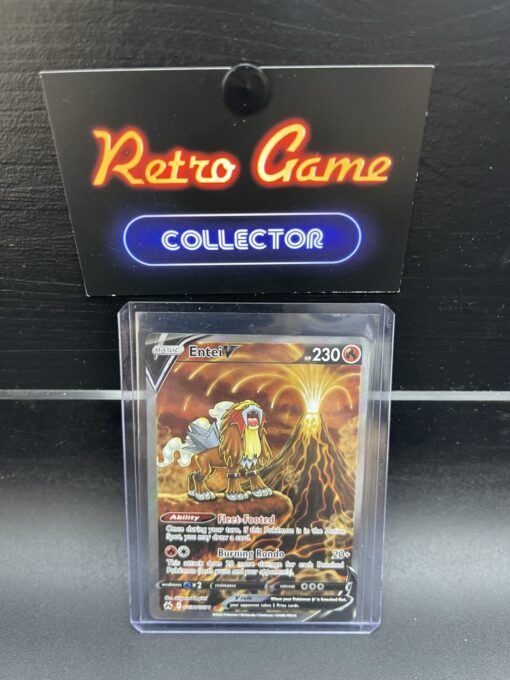 Retro Game
COLLECTOR
BASIC Entei V HP 230
Ability Fleet-Footed
Once during your turn, if this Pokémon is in the Active
Spot, you may draw a card.
Burning Rondo 20+
This attack does 20 more damage for each Benched
Pokémon (both yours and your opponent's).
weakness ×2 resistance retreat
V rule When your Pokémon V is Knocked Out,
your opponent takes 2 Prize cards.